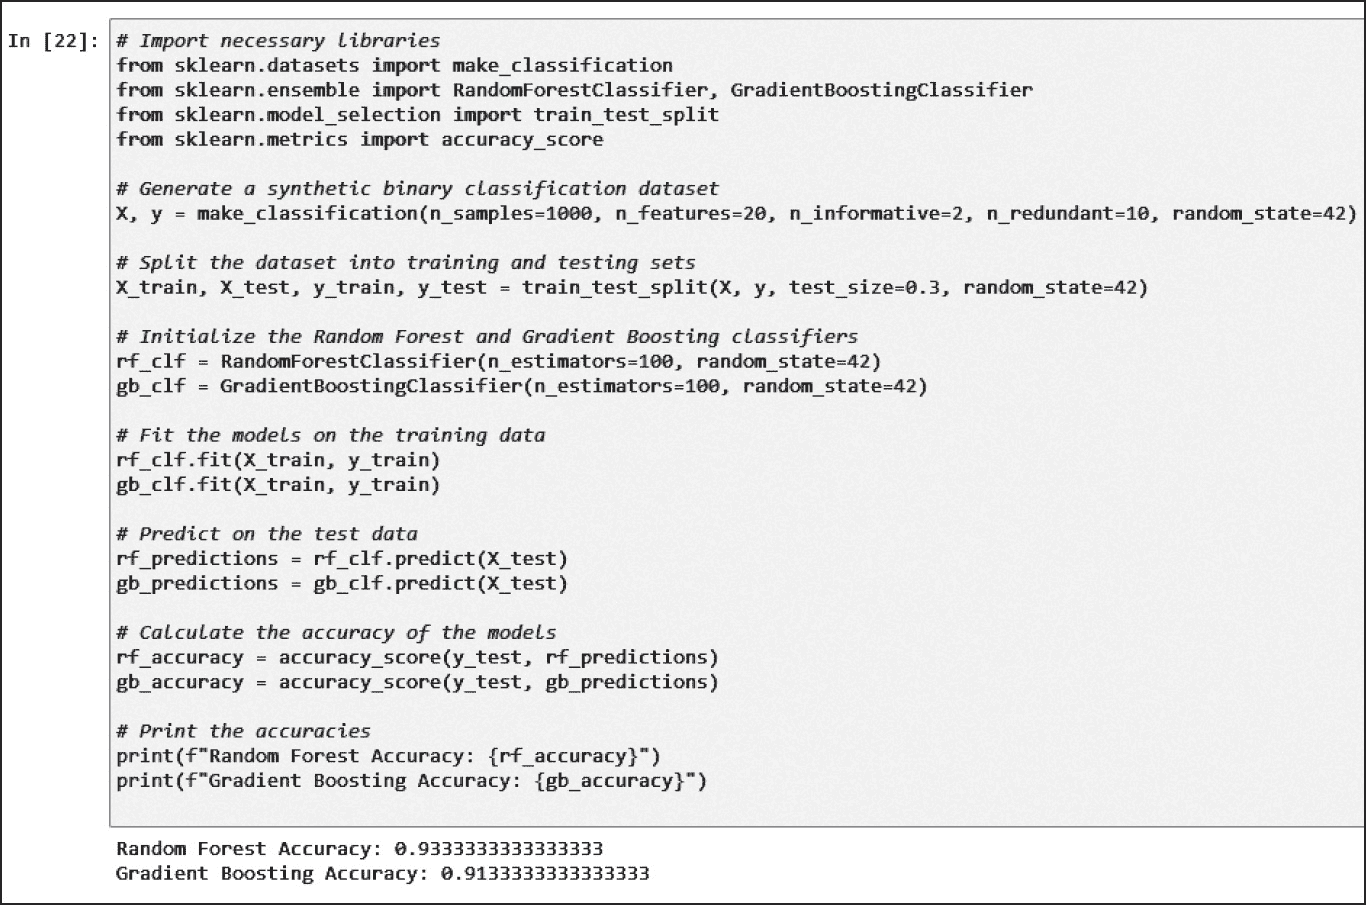 In [22]: # Import necessary libraries
from sklearn.datasets import make_classification
from sklearn.ensemble import RandomForestClassifier, GradientBoostingClassifier
from sklearn.model_selection import train_test_split
from sklearn.metrics import accuracy_score
# Generate a synthetic binary classification dataset
X, y = make_classification(n_samples=1000, n_features=20, n_informative=2, n_redundant=10, random_state=42)
# Split the dataset into training and testing sets
X_train, X_test, y_train, y_test = train_test_split(X, y, test_size=0.3, random_state=42)
# Initialize the Random Forest and Gradient Boosting classifiers
rf_clf = RandomForestClassifier(n_estimators=100, random_state=42)
gb_clf = GradientBoostingClassifier(n_estimators=100, random_state=42)
# Fit the models on the training data
rf_clf.fit(X_train, y_train)
gb_clf.fit(X_train, y_train)
# Predict on the test data
rf_predictions = rf_clf.predict(X_test)
gb_predictions = gb_clf.predict(X_test)
# Calculate the accuracy of the models
rf_accuracy = accuracy_score(y_test, rf_predictions)
gb_accuracy = accuracy_score(y_test, gb_predictions)
# Print the accuracies
print(f"Random Forest Accuracy: {rf_accuracy}")
print(f"Gradient Boosting Accuracy: {gb_accuracy}")
Random Forest Accuracy: 0.9333333333333333
Gradient Boosting Accuracy: 0.9133333333333333